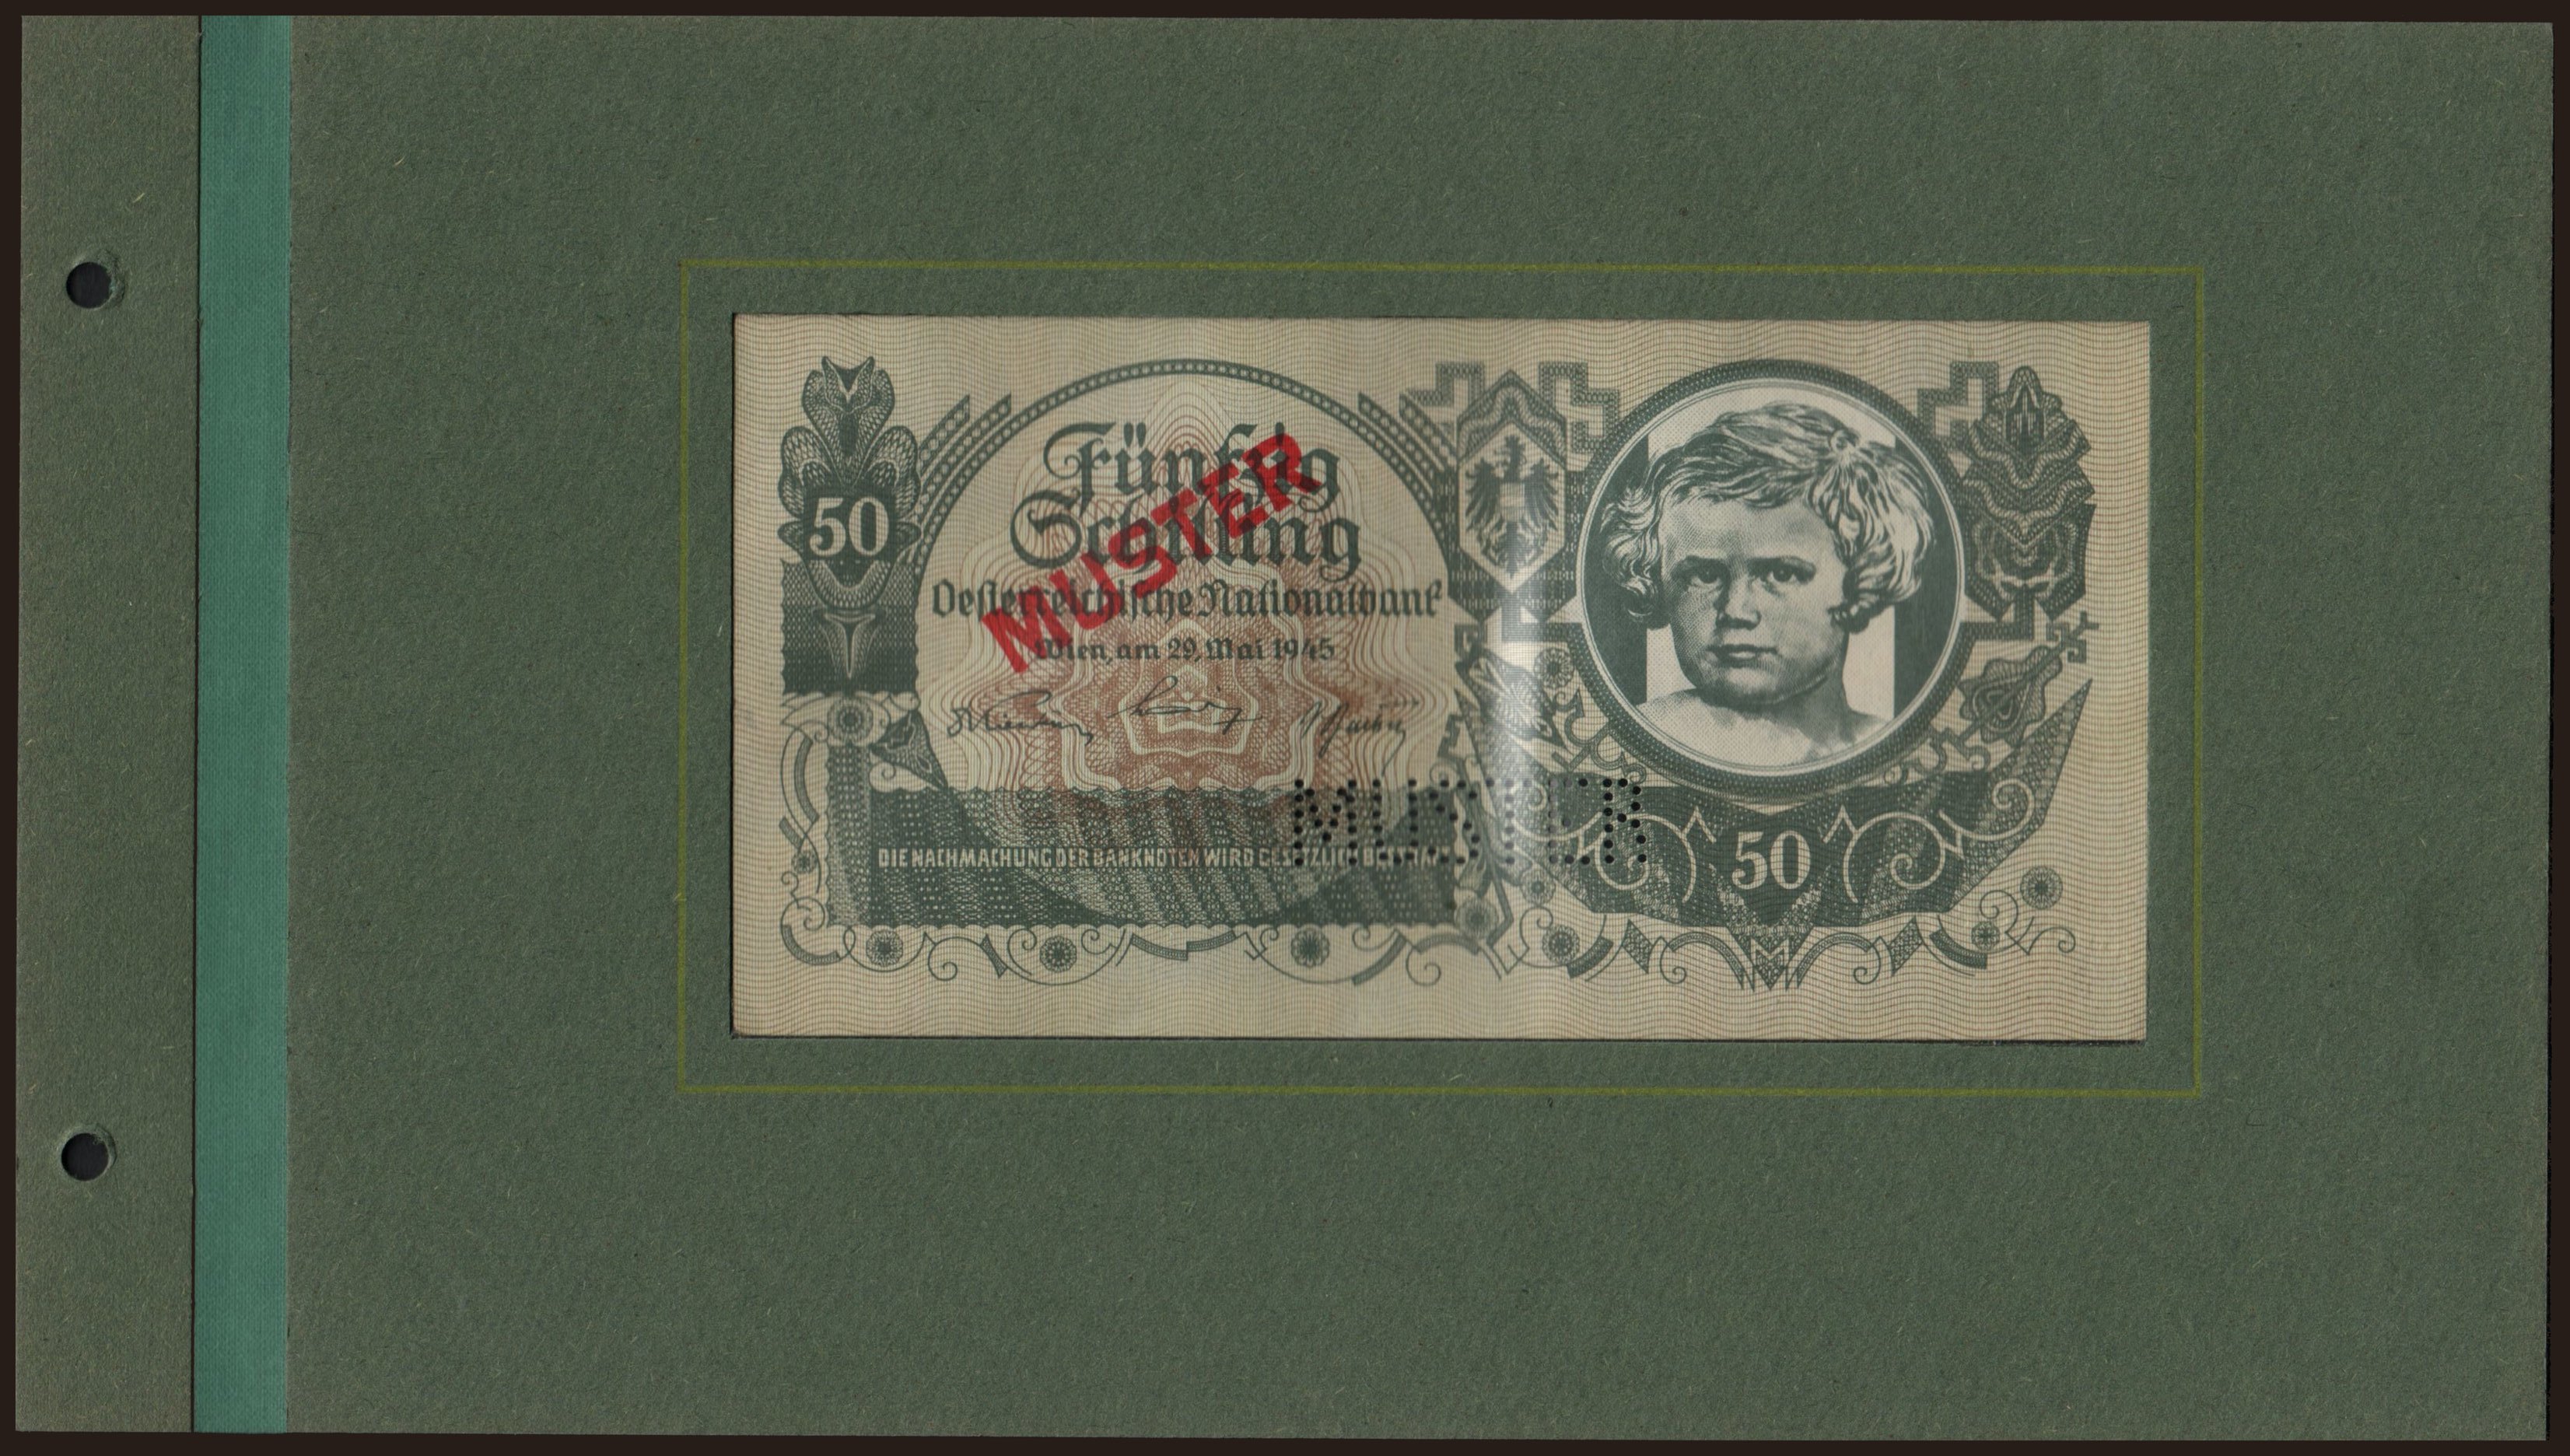 50
Fünfzig
Schilling
Oesterreichische Nationalbank
Wien, am 29. Mai 1945
MUSTER
MUSTER
DIE NACHMACHUNG DER BANKNOTEN WIRD GESETZLICH BESTRAFT
50